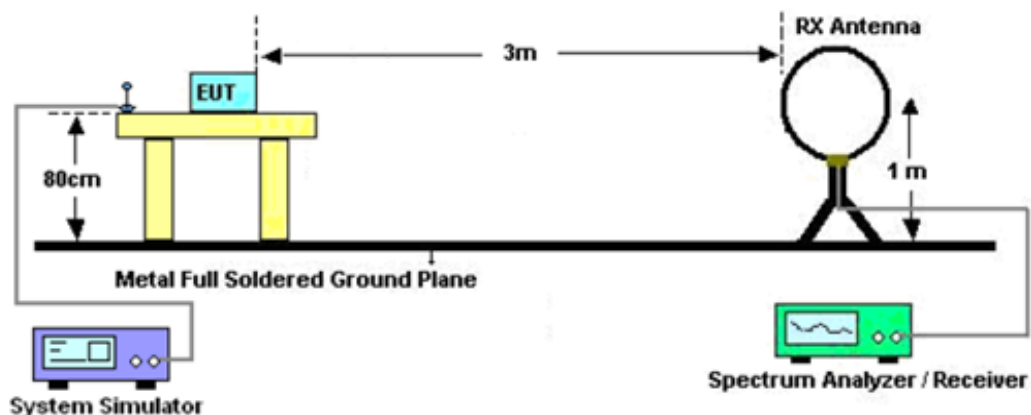 RX Antenna
3m
EUT
80cm
1 m
Metal Full Soldered Ground Plane
System Simulator
Spectrum Analyzer / Receiver